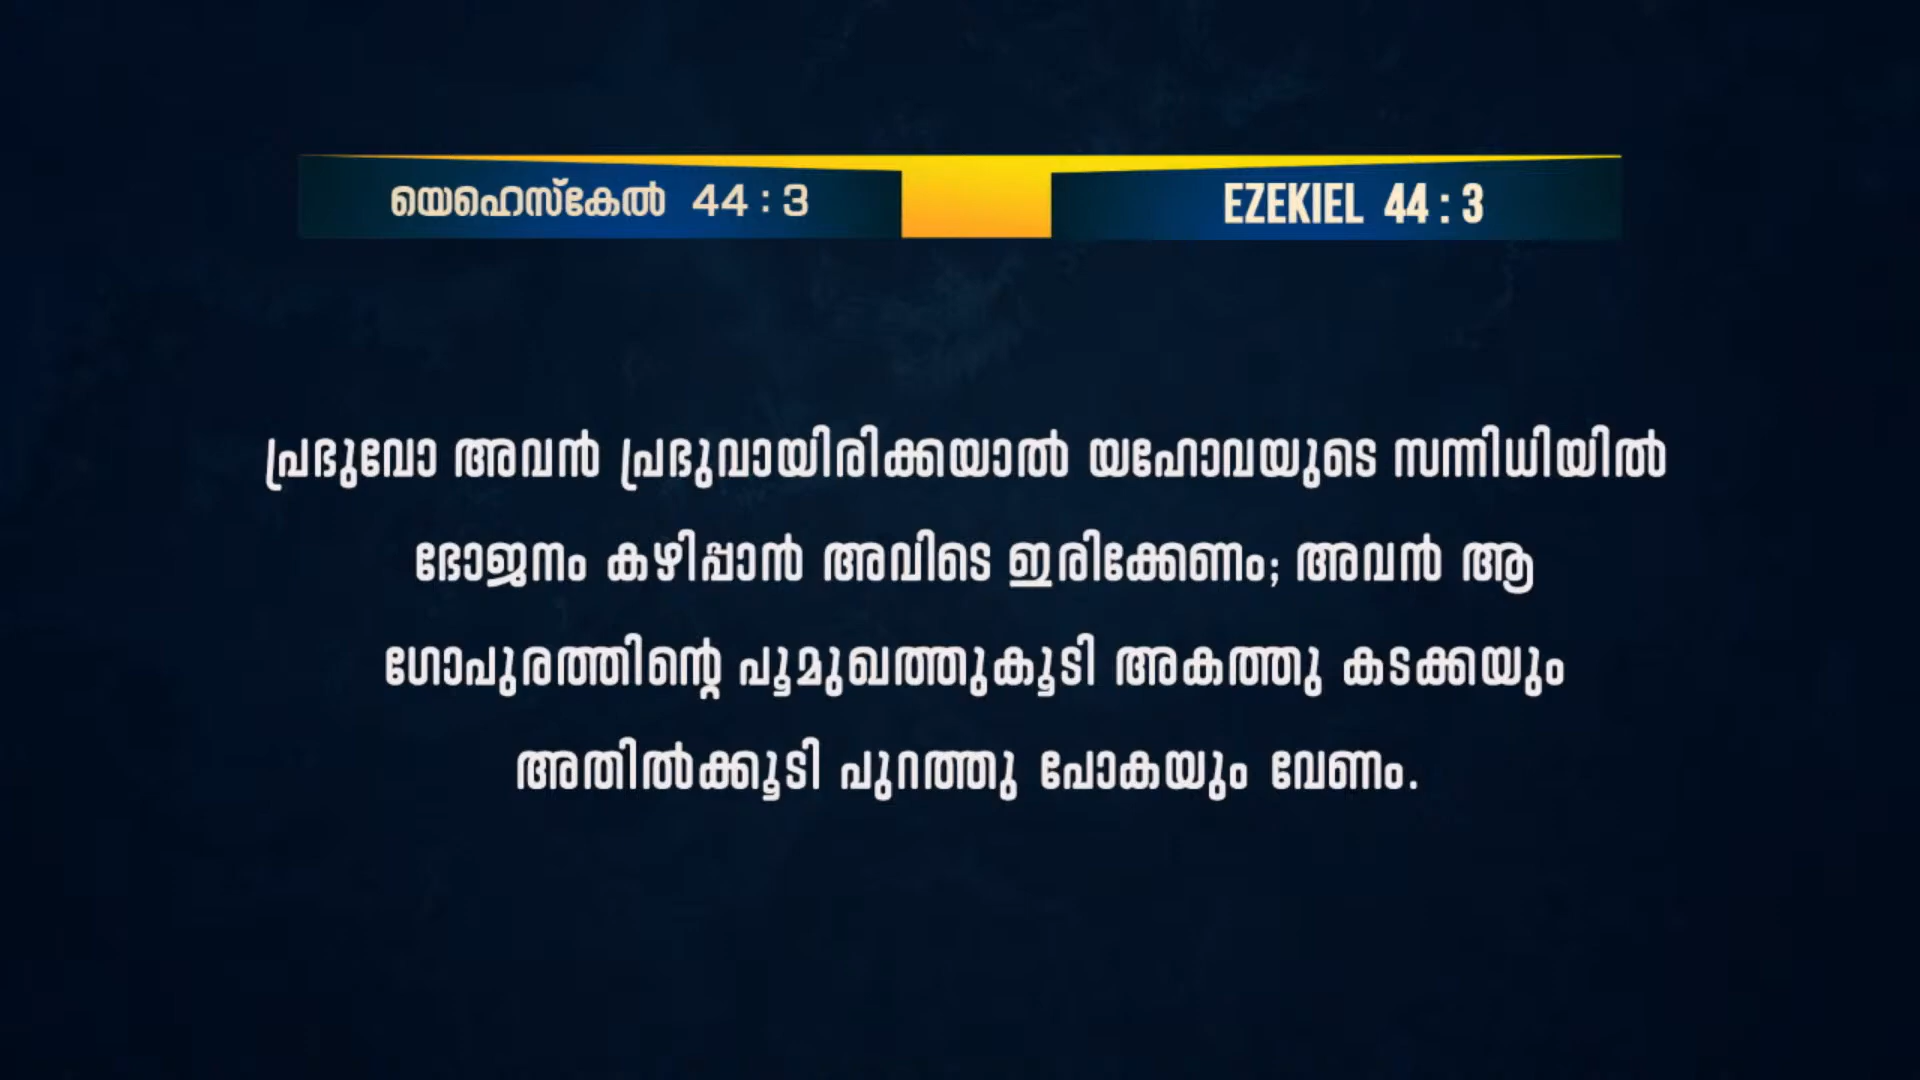 യെഹെസ്കേൽ 44 : 3
EZEKIEL 44 : 3
പ്രഭുവോ അവൻ പ്രഭുവായിരിക്കയാൽ യഹോവയുടെ സന്നിധിയിൽ
ഭോജനം കഴിപ്പാൻ അവിടെ ഇരിക്കേണം; അവൻ ആ
ഗോപുരത്തിന്റെ പൂമുഖത്തുകൂടി അകത്തു കടക്കയും
അതിൽക്കൂടി പുറത്തു പോകയും വേണം.